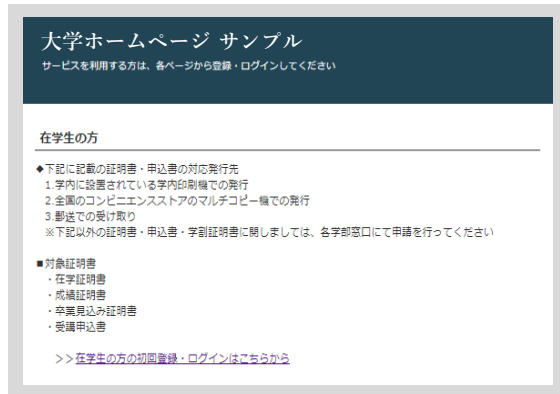 大学ホームページ サンプル
サービスを利用する方は、各ページから登録・ログインしてください
在学生の方
◆下記に記載の証明書・申込書の対応発行先
1.学内に設置されている学内印刷機での発行
2.全国のコンビニエンスストアのマルチコピー機での発行
3.郵送での受け取り
※下記以外の証明書・申込書・学割証明書に関しましては、各学部窓口にて申請を行ってください
■対象証明書
・在学証明書
・成績証明書
・卒業見込み証明書
・受講申込書
>>在学生の方の初回登録・ログインはこちらから